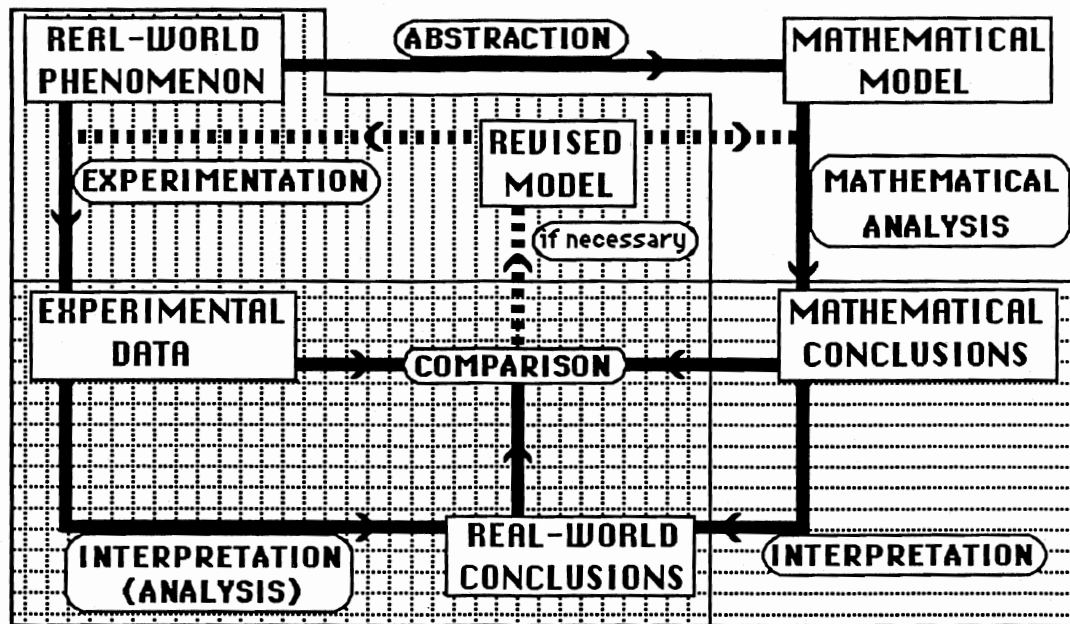 REAL-WORLD
PHENOMENON
ABSTRACTION
MATHEMATICAL
MODEL
REVISED
MODEL
EXPERIMENTATION
MATHEMATICAL
ANALYSIS
if necessary
EXPERIMENTAL
DATA
COMPARISON
MATHEMATICAL
CONCLUSIONS
INTERPRETATION
(ANALYSIS)
REAL-WORLD
CONCLUSIONS
INTERPRETATION